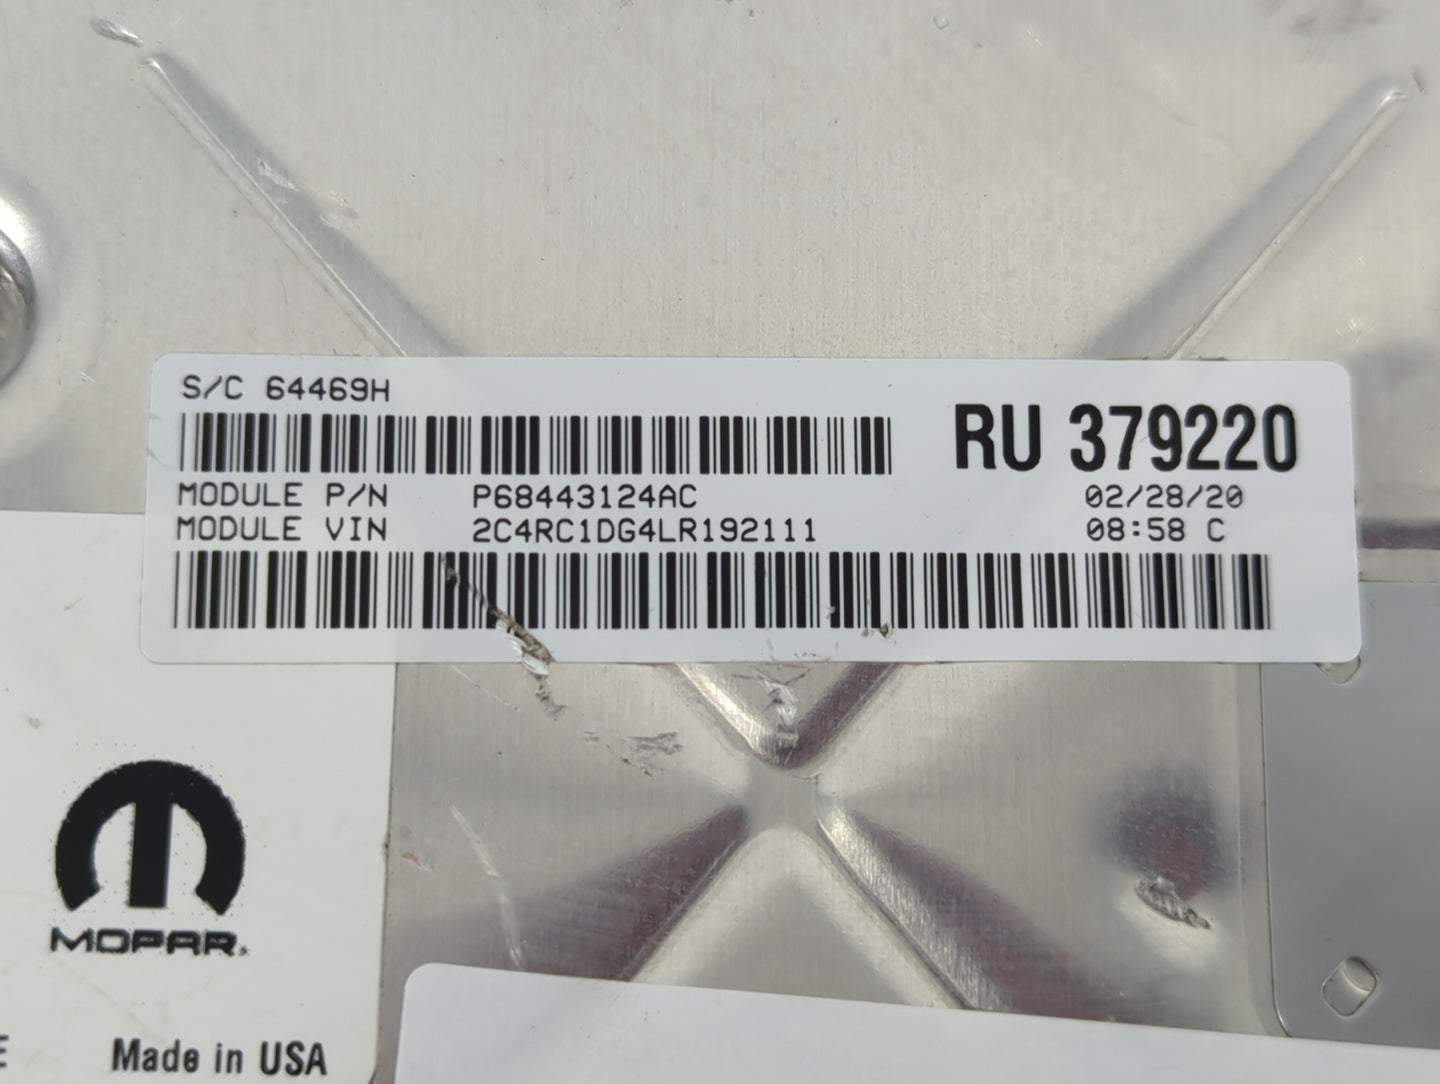 S/C 64469H
RU 379220
MODULE P/N P68443124AC 02/28/20
MODULE VIN 2C4RC1DG4LR192111 08:58 C
MOPAR
E Made in USA